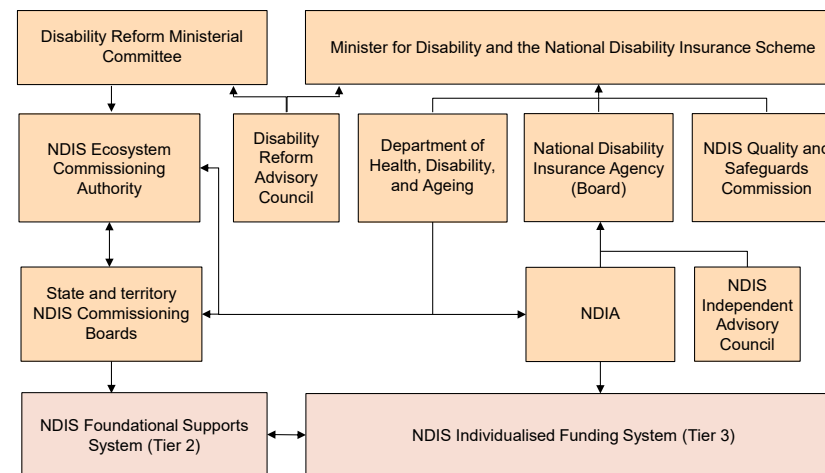 Disability Reform Ministerial
Committee
Minister for Disability and the National Disability Insurance Scheme
NDIS Ecosystem
Commissioning
Authority
Disability
Reform
Advisory
Council
Department of
Health, Disability,
and Ageing
National Disability
Insurance Agency
(Board)
NDIS Quality and
Safeguards
Commission
State and territory
NDIS Commissioning
Boards
NDIA
NDIS
Independent
Advisory
Council
NDIS Foundational Supports
System (Tier 2)
NDIS Individualised Funding System (Tier 3)